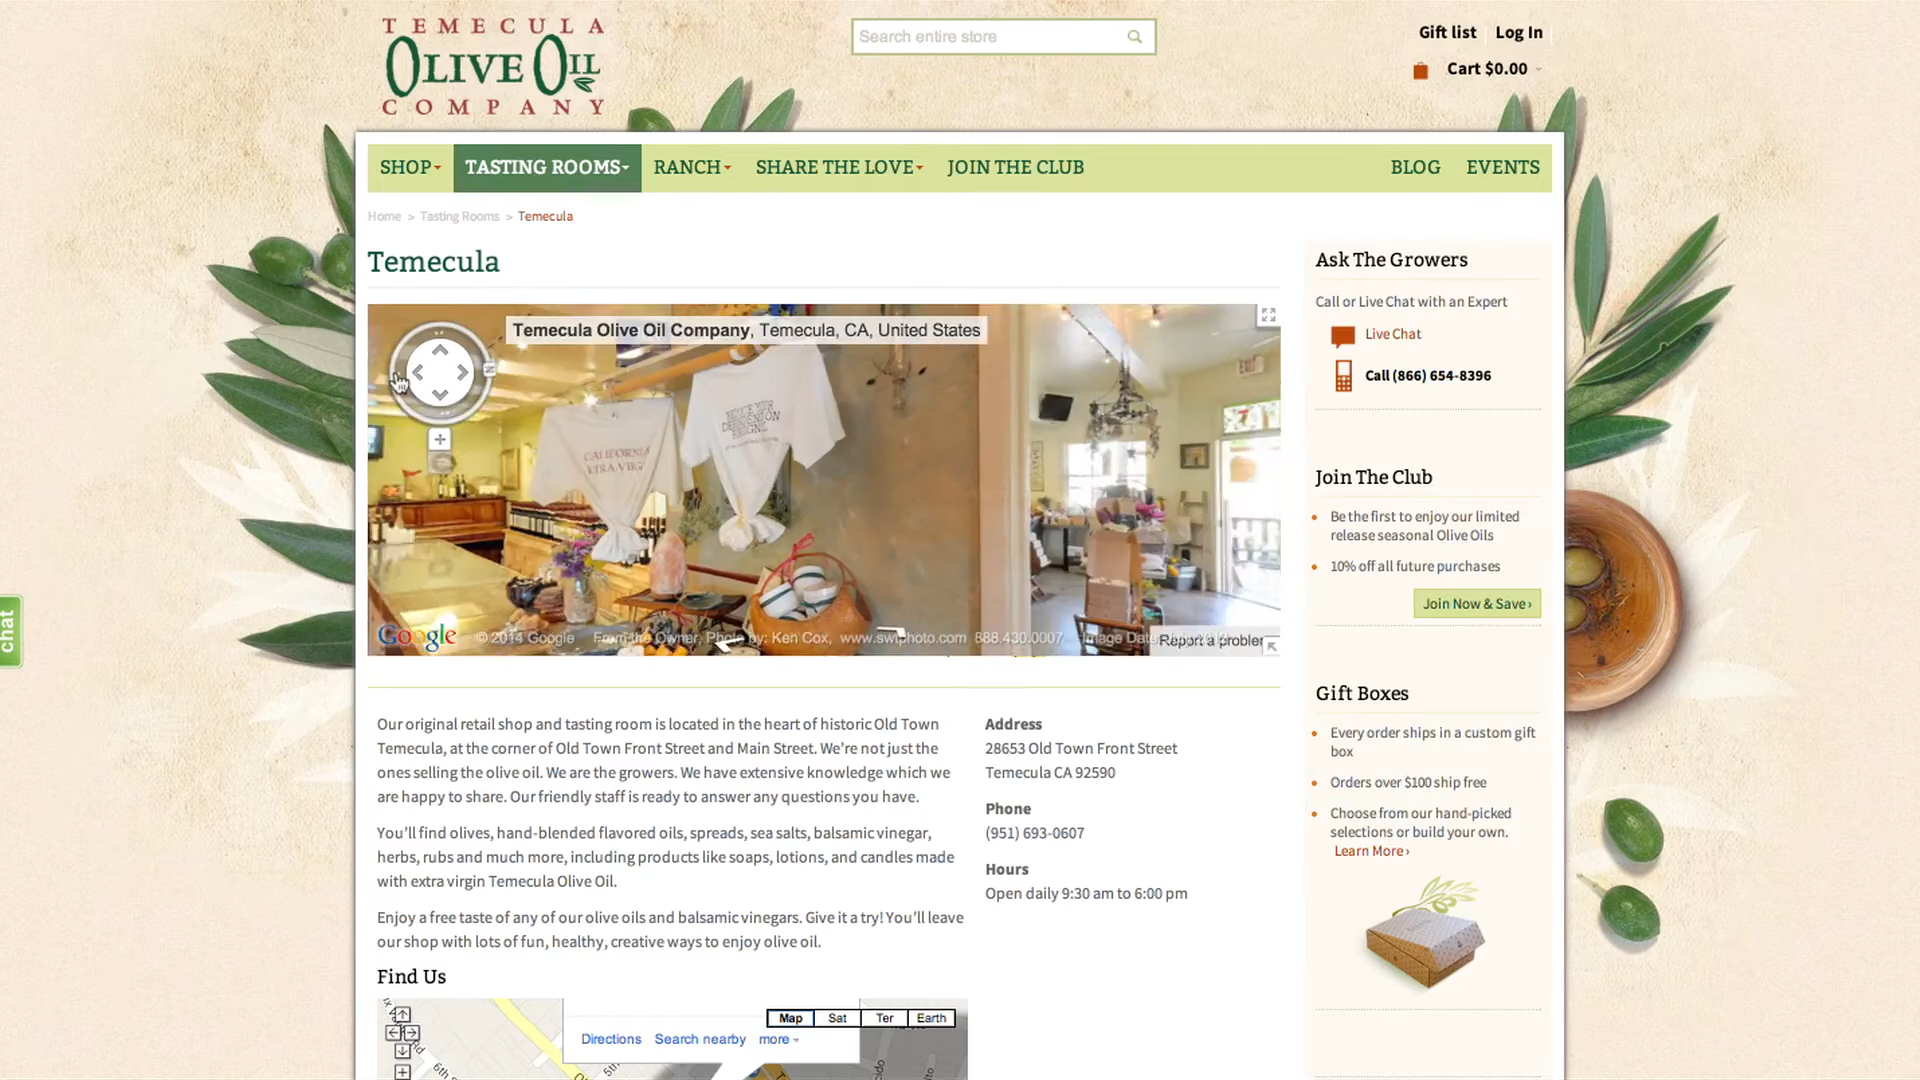 TEMECULA
OLIVE OIL
COMPANY
Search entire store
Gift list Log In
Cart $0.00
SHOP TASTING ROOMS RANCH SHARE THE LOVE JOIN THE CLUB BLOG EVENTS
Home > Tasting Rooms > Temecula
Temecula
Temecula Olive Oil Company, Temecula, CA, United States
CALIFORNIA
EXTRA VIRGIN
EXIT
Google © 2014 Google From the Owner, Photo by: Ken Cox, www.swiphoto.com 888.430.0007 Image Date:
Report a problem
Our original retail shop and tasting room is located in the heart of historic Old Town
Temecula, at the corner of Old Town Front Street and Main Street. We're not just the
ones selling the olive oil. We are the growers. We have extensive knowledge which we
are happy to share. Our friendly staff is ready to answer any questions you have.
You'll find olives, hand-blended flavored oils, spreads, sea salts, balsamic vinegar,
herbs, rubs and much more, including products like soaps, lotions, and candles made
with extra virgin Temecula Olive Oil.
Enjoy a free taste of any of our olive oils and balsamic vinegars. Give it a try! You'll leave
our shop with lots of fun, healthy, creative ways to enjoy olive oil.
Find Us
Map Sat Ter Earth
Directions Search nearby more
6th
5th
Address
28653 Old Town Front Street
Temecula CA 92590
Phone
(951) 693-0607
Hours
Open daily 9:30 am to 6:00 pm
Ask The Growers
Call or Live Chat with an Expert
Live Chat
Call (866) 654-8396
Join The Club
Be the first to enjoy our limited
release seasonal Olive Oils
10% off all future purchases
Join Now & Save ›
Gift Boxes
Every order ships in a custom gift
box
Orders over $100 ship free
Choose from our hand-picked
selections or build your own.
Learn More ›
chat